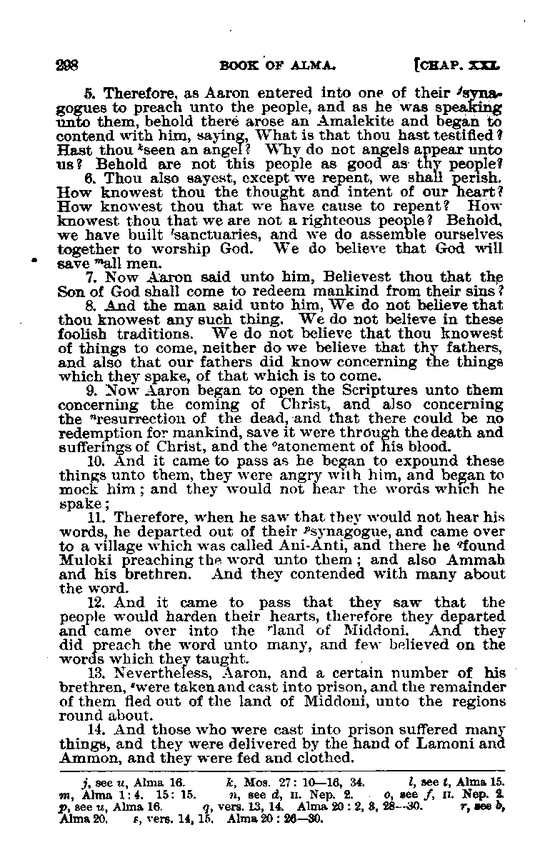 298 BOOK OF ALMA. [CHAP. XXI.
5. Therefore, as Aaron entered into one of their ʲsyna-
gogues to preach unto the people, and as he was speaking
unto them, behold there arose an Amalekite and began to
contend with him, saying, What is that thou hast testified?
Hast thou ᵏseen an angel? Why do not angels appear unto
us? Behold are not this people as good as thy people?
6. Thou also sayest, except we repent, we shall perish.
How knowest thou the thought and intent of our heart?
How knowest thou that we have cause to repent? How
knowest thou that we are not a righteous people? Behold,
we have built ˡsanctuaries, and we do assemble ourselves
together to worship God. We do believe that God will
save ᵐall men.
7. Now Aaron said unto him, Believest thou that the
Son of God shall come to redeem mankind from their sins?
8. And the man said unto him, We do not believe that
thou knowest any such thing. We do not believe in these
foolish traditions. We do not believe that thou knowest
of things to come, neither do we believe that thy fathers,
and also that our fathers did know concerning the things
which they spake, of that which is to come.
9. Now Aaron began to open the Scriptures unto them
concerning the coming of Christ, and also concerning
the ⁿresurrection of the dead, and that there could be no
redemption for mankind, save it were through the death and
sufferings of Christ, and the ᵒatonement of his blood.
10. And it came to pass as he began to expound these
things unto them, they were angry with him, and began to
mock him; and they would not hear the words which he
spake;
11. Therefore, when he saw that they would not hear his
words, he departed out of their ᵖsynagogue, and came over
to a village which was called Ani-Anti, and there he ᑫfound
Muloki preaching the word unto them; and also Ammah
and his brethren. And they contended with many about
the word.
12. And it came to pass that they saw that the
people would harden their hearts, therefore they departed
and came over into the ʳland of Middoni. And they
did preach the word unto many, and few believed on the
words which they taught.
13. Nevertheless, Aaron, and a certain number of his
brethren, ˢwere taken and cast into prison, and the remainder
of them fled out of the land of Middoni, unto the regions
round about.
14. And those who were cast into prison suffered many
things, and they were delivered by the hand of Lamoni and
Ammon, and they were fed and clothed.
j, see u, Alma 16. k, Mos. 27: 10—16, 34. l, see t, Alma 15.
m, Alma 1: 4. 15: 15. n, see d, II. Nep. 2. o, see f, II. Nep. 2.
p, see u, Alma 16. q, vers. 13, 14. Alma 20: 2, 3, 28—30. r, see b,
Alma 20. s, vers. 14, 15. Alma 20: 26—30.